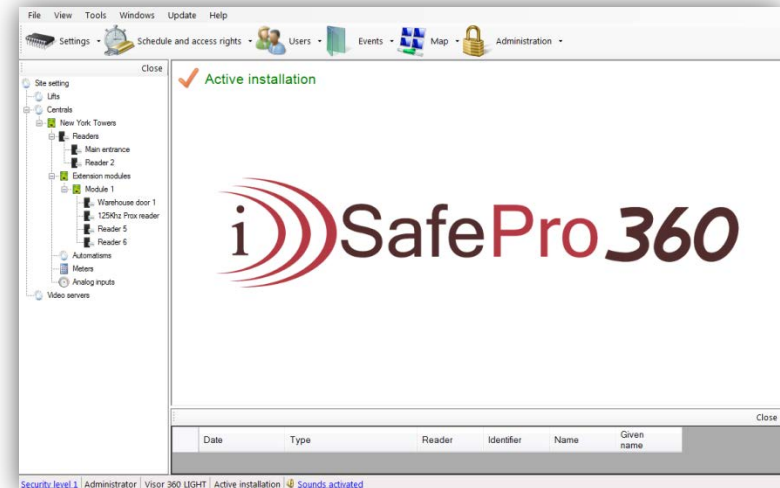 File View Tools Windows Update Help
Settings Schedule and access rights Users Events Map Administration
Close
Site setting
Lifts
Centrals
New York Towers
Readers
Main entrance
Reader 2
Extension modules
Module 1
Warehouse door 1
125Khz Prox reader
Reader 5
Reader 6
Automatisms
Meters
Analog inputs
Video servers
Active installation
i SafePro 360
Close
Date Type Reader Identifier Name Given name
Security level 1 Administrator Visor 360 LIGHT Active installation Sounds activated